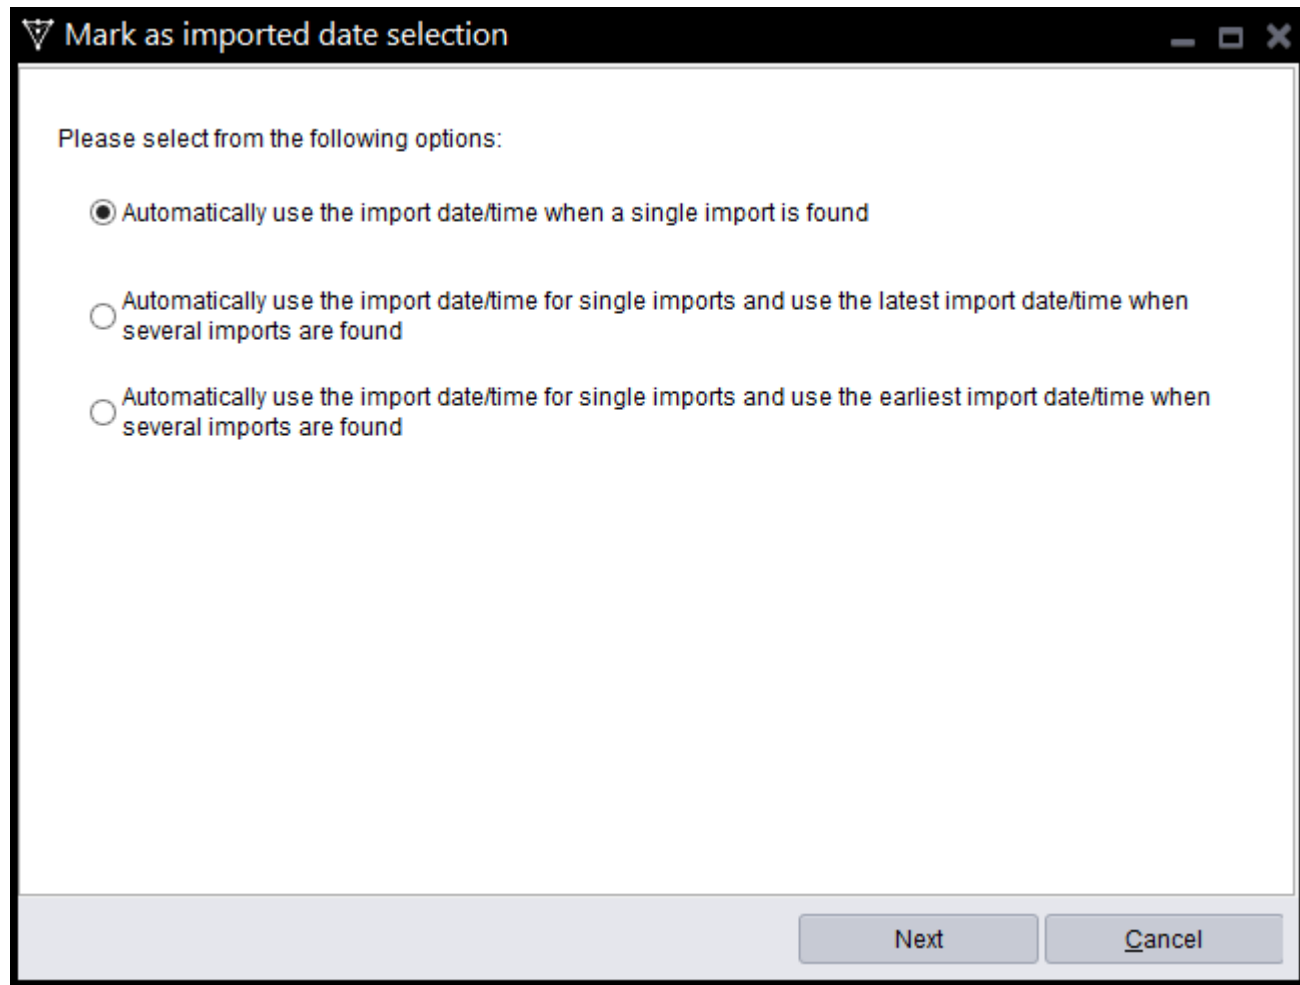 Mark as imported date selection
Please select from the following options:
Automatically use the import date/time when a single import is found
Automatically use the import date/time for single imports and use the latest import date/time when
several imports are found
Automatically use the import date/time for single imports and use the earliest import date/time when
several imports are found
Next
Cancel